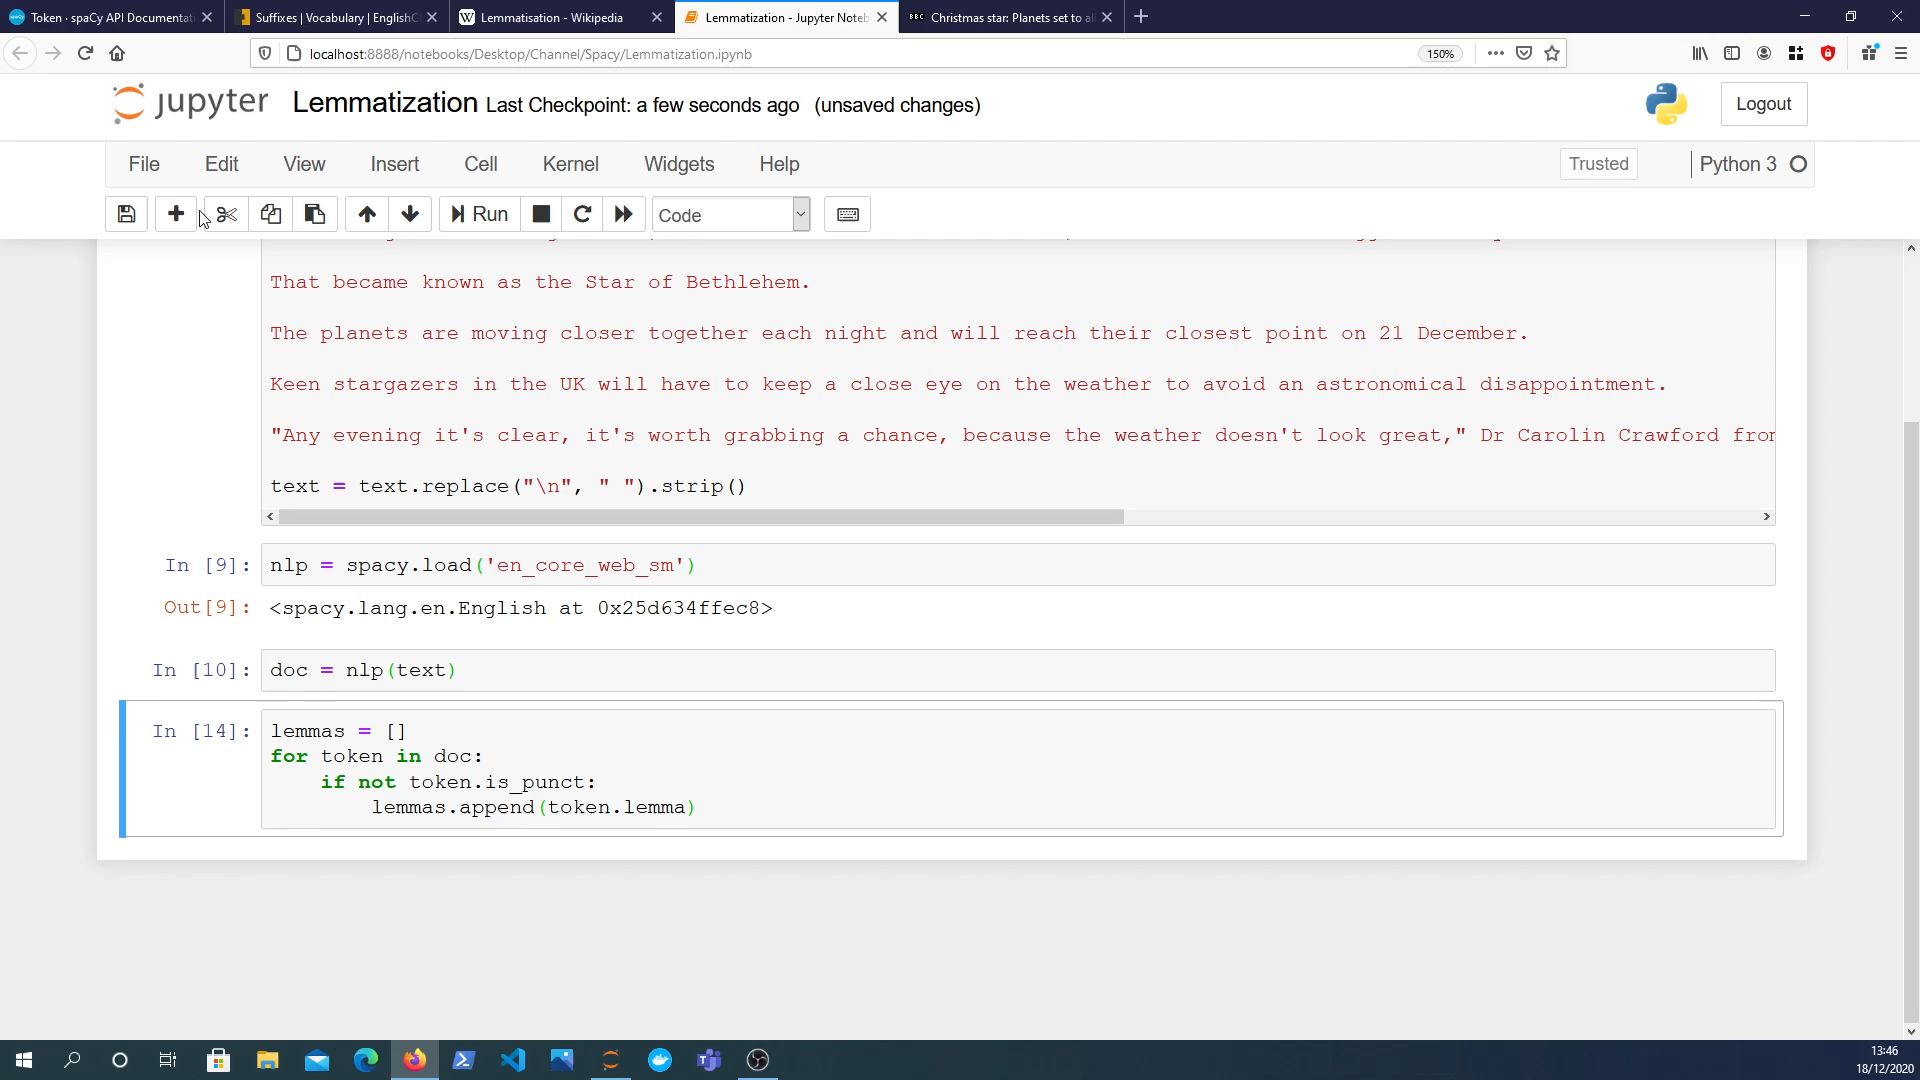 Token · spaCy API Documentat
Suffixes | Vocabulary | EnglishC
Lemmatisation - Wikipedia
Lemmatization - Jupyter Noteb
BBC Christmas star: Planets set to al
localhost:8888/notebooks/Desktop/Channel/Spacy/Lemmatization.ipynb
150%
jupyter Lemmatization Last Checkpoint: a few seconds ago (unsaved changes)
Logout
File Edit View Insert Cell Kernel Widgets Help
Trusted
Python 3
Run
Code
That became known as the Star of Bethlehem.
The planets are moving closer together each night and will reach their closest point on 21 December.
Keen stargazers in the UK will have to keep a close eye on the weather to avoid an astronomical disappointment.
"Any evening it's clear, it's worth grabbing a chance, because the weather doesn't look great," Dr Carolin Crawford from
text = text.replace("\n", " ").strip()
In [9]: nlp = spacy.load('en_core_web_sm')
Out[9]: <spacy.lang.en.English at 0x25d634ffec8>
In [10]: doc = nlp(text)
In [14]: lemmas = []
for token in doc:
if not token.is_punct:
lemmas.append(token.lemma)
13:46
18/12/2020